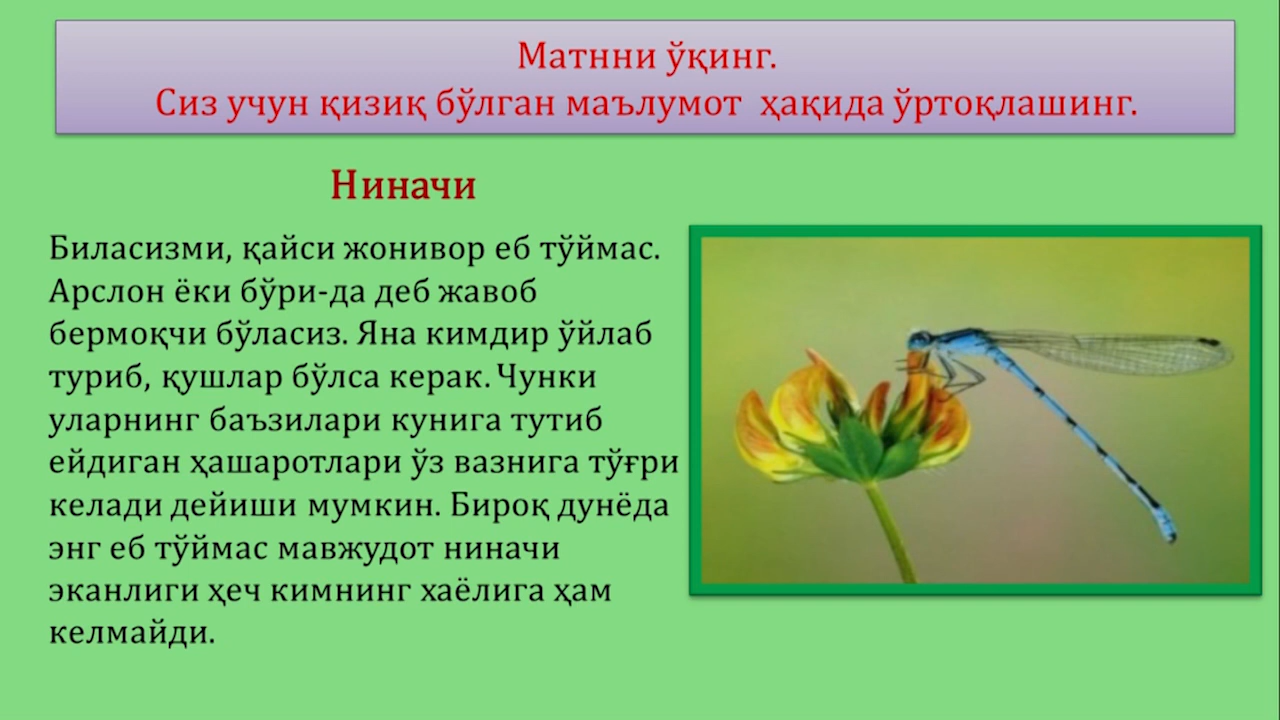 Матнни ўқинг.
Сиз учун қизиқ бўлган маълумот ҳақида ўртоқлашинг.
Ниначи
Биласизми, қайси жонивор еб тўймас.
Арслон ёки бўри-да деб жавоб
бермоқчи бўласиз. Яна кимдир ўйлаб
туриб, қушлар бўлса керак. Чунки
уларнинг баъзилари кунига тутиб
ейдиган ҳашаротлари ўз вазнига тўғри
келади дейиши мумкин. Бироқ дунёда
энг еб тўймас мавжудот ниначи
эканлиги ҳеч кимнинг хаёлига ҳам
келмайди.